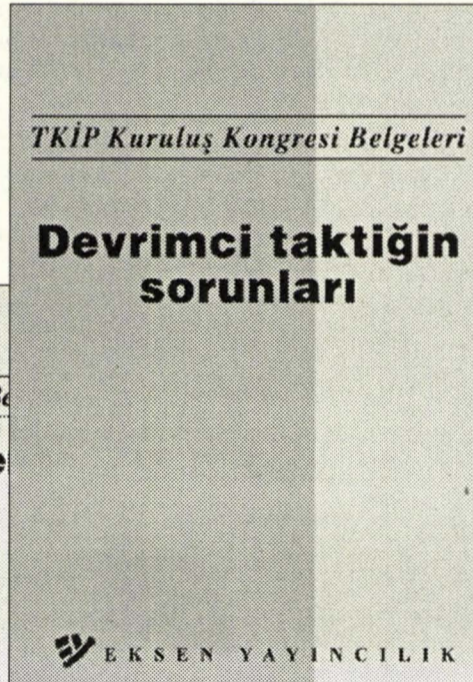 TKİP Kuruluş Kongresi Belgeleri
Devrimci taktiğin
sorunları
EKSEN YAYINCILIK